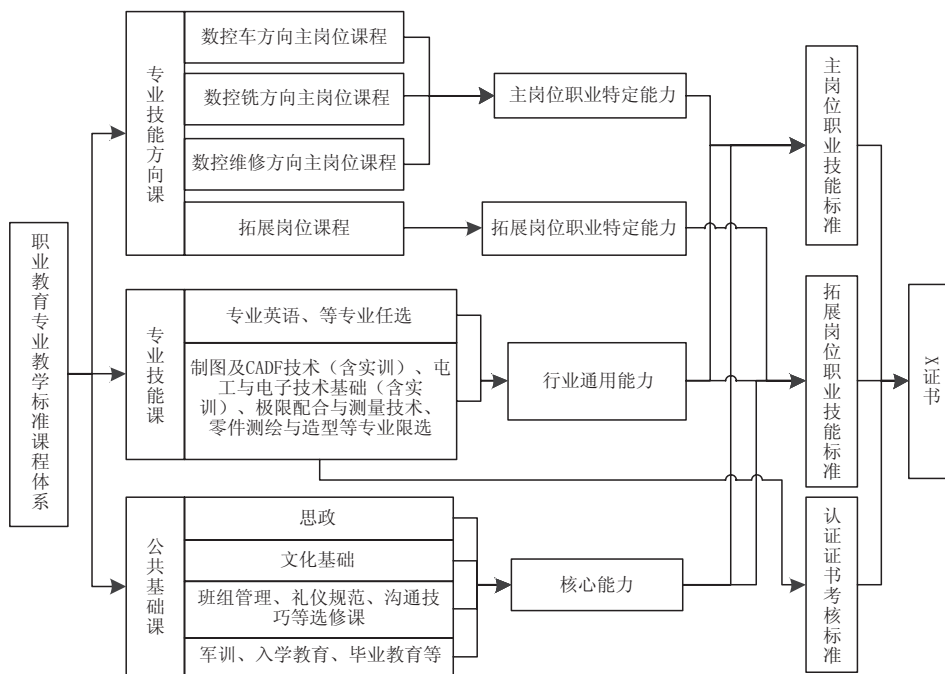 职业教育专业教学标准课程体系
专业技能方向课
数控车方向主岗位课程
数控铣方向主岗位课程
数控维修方向主岗位课程
拓展岗位课程
主岗位职业特定能力
拓展岗位职业特定能力
专业技能课
专业英语、等专业任选
制图及CADF技术（含实训）、屯
工与电子技术基础（含实
训）、极限配合与测量技术、
零件测绘与造型等专业限选
行业通用能力
公共基础课
思政
文化基础
班组管理、礼仪规范、沟通技
巧等选修课
军训、入学教育、毕业教育等
核心能力
主岗位职业技能标准
拓展岗位职业技能标准
认证证书考核标准
X证书